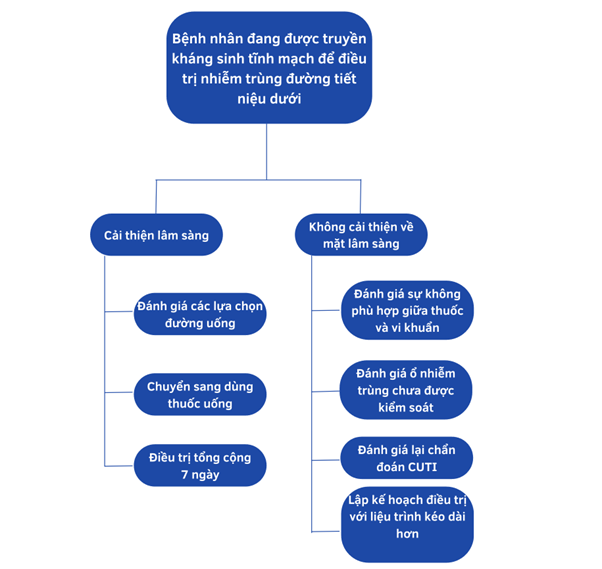 Bệnh nhân đang được truyền
kháng sinh tĩnh mạch để điều
trị nhiễm trùng đường tiết
niệu dưới
Cải thiện lâm sàng
Đánh giá các lựa chọn
đường uống
Chuyển sang dùng
thuốc uống
Điều trị tổng cộng
7 ngày
Không cải thiện về
mặt lâm sàng
Đánh giá sự không
phù hợp giữa thuốc
và vi khuẩn
Đánh giá ổ nhiễm
trùng chưa được
kiểm soát
Đánh giá lại chẩn
đoán CUTI
Lập kế hoạch điều trị
với liệu trình kéo dài
hơn